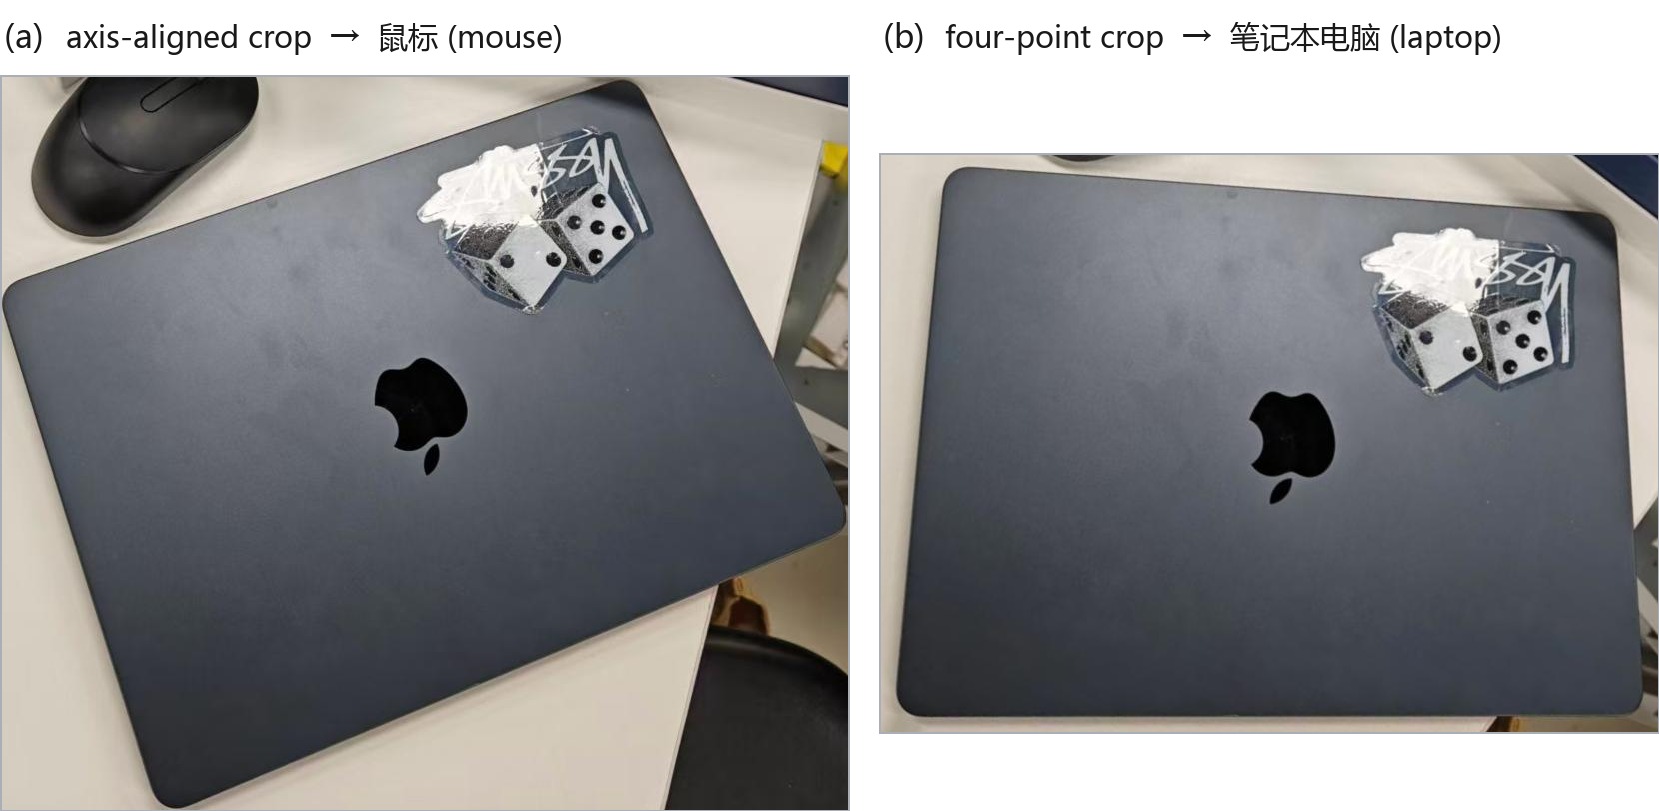 (a) axis-aligned crop → 鼠标 (mouse)
(b) four-point crop → 笔记本电脑 (laptop)